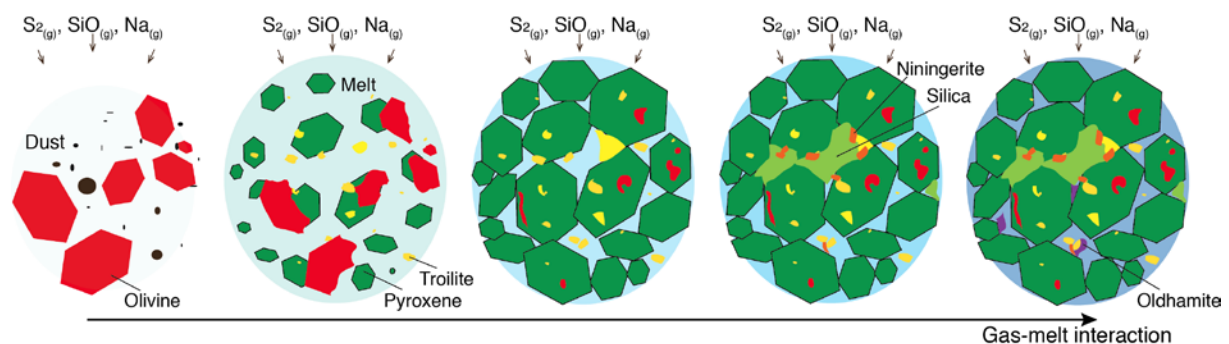 S2(g), SiO(g), Na(g)
S2(g), SiO(g), Na(g)
S2(g), SiO(g), Na(g)
S2(g), SiO(g), Na(g)
S2(g), SiO(g), Na(g)
Dust
Olivine
Melt
Troilite
Pyroxene
Niningerite
Silica
Oldhamite
Gas-melt interaction